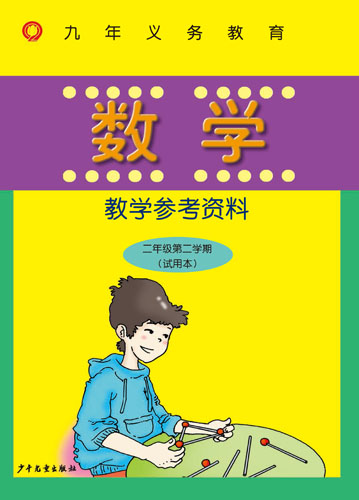 九年义务教育
数学
教学参考资料
二年级第二学期
（试用本）
少年儿童出版社